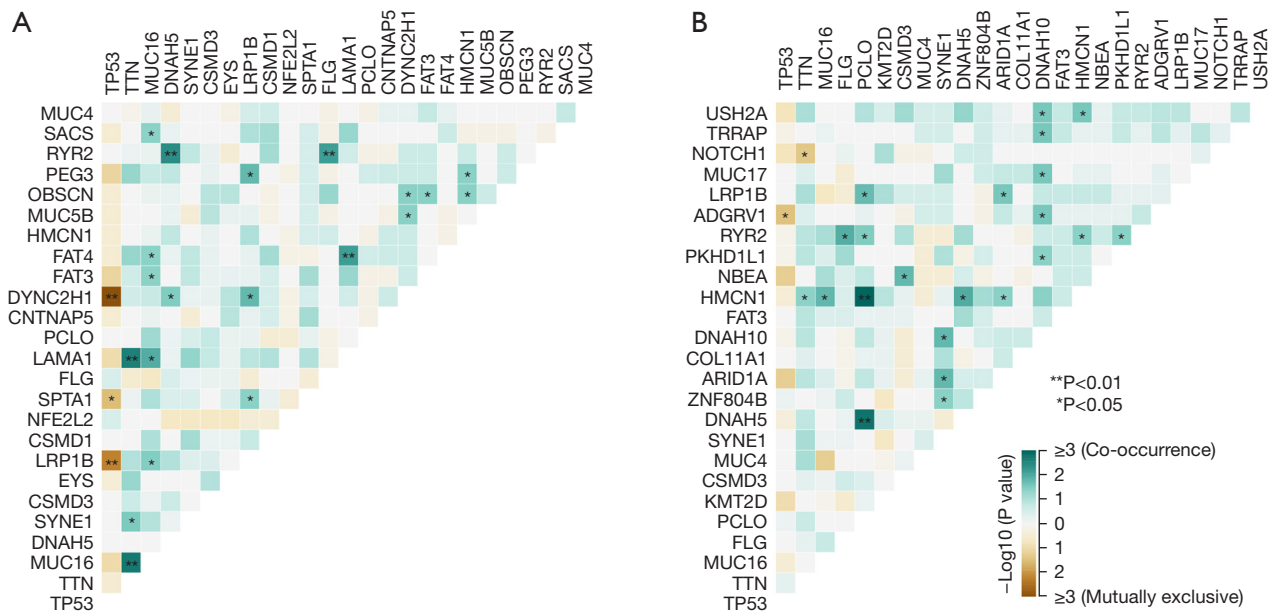 A
TP53
TTN
MUC16
DNAH5
SYNE1
CSMD3
EYS
LRP1B
CSMD1
NFE2L2
SPTA1
FLG
LAMA1
PCLO
CNTNAP5
DYNC2H1
FAT3
FAT4
HMCN1
MUC5B
OBSCN
PEG3
RYR2
SACS
MUC4
MUC4
SACS *
RYR2 ** **
PEG3 * *
OBSCN * * *
MUC5B *
HMCN1
FAT4 * **
FAT3 *
DYNC2H1 ** * *
CNTNAP5
PCLO
LAMA1 ** *
FLG
SPTA1 * *
NFE2L2
CSMD1
LRP1B ** *
EYS
CSMD3
SYNE1 *
DNAH5
MUC16 **
TTN
TP53
B
TP53
TTN
MUC16
FLG
PCLO
KMT2D
CSMD3
MUC4
SYNE1
DNAH5
ZNF804B
ARID1A
COL11A1
DNAH10
FAT3
HMCN1
NBEA
PKHD1L1
RYR2
ADGRV1
LRP1B
MUC17
NOTCH1
TRRAP
USH2A
USH2A * *
TRRAP *
NOTCH1 *
MUC17 *
LRP1B * *
ADGRV1 * *
RYR2 * * * *
PKHD1L1 *
NBEA *
HMCN1 * * ** * *
FAT3
DNAH10 *
COL11A1
ARID1A *
ZNF804B *
DNAH5 **
SYNE1
MUC4
CSMD3
KMT2D
PCLO
FLG
MUC16
TTN
TP53
**P<0.01
*P<0.05
−Log10 (P value)
≥3 (Co-occurrence)
2
1
0
1
2
≥3 (Mutually exclusive)